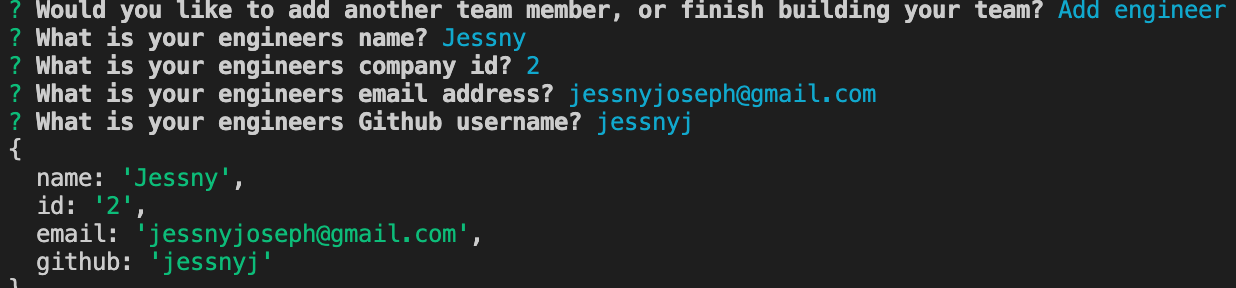 ? Would you like to add another team member, or finish building your team? Add engineer
? What is your engineers name? Jessny
? What is your engineers company id? 2
? What is your engineers email address? jessnyjoseph@gmail.com
? What is your engineers Github username? jessnyj
{
  name: 'Jessny',
  id: '2',
  email: 'jessnyjoseph@gmail.com',
  github: 'jessnyj'
}